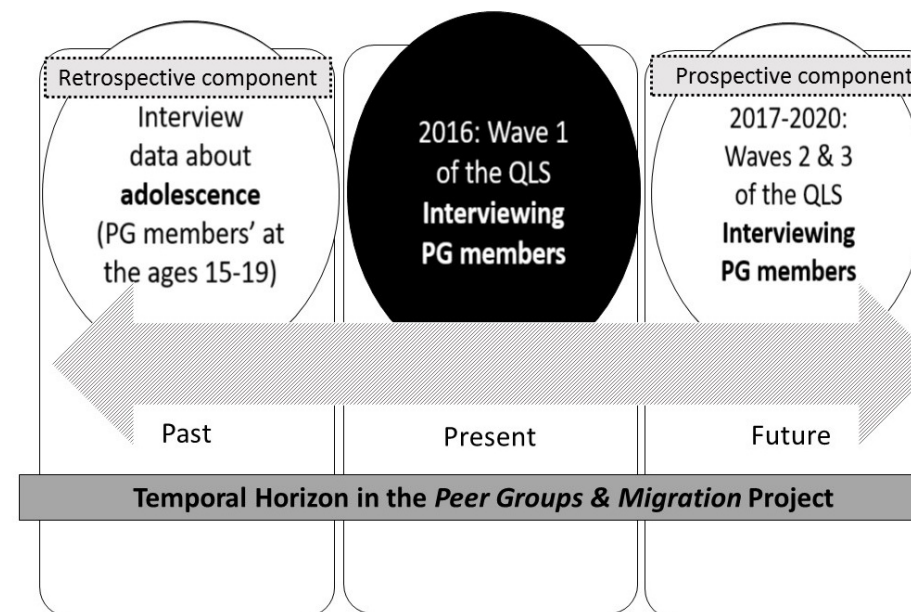 Retrospective component
Interview
data about
adolescence
(PG members' at
the ages 15-19)
2016: Wave 1
of the QLS
Interviewing
PG members
Prospective component
2017-2020:
Waves 2 & 3
of the QLS
Interviewing
PG members
Past
Present
Future
Temporal Horizon in the Peer Groups & Migration Project